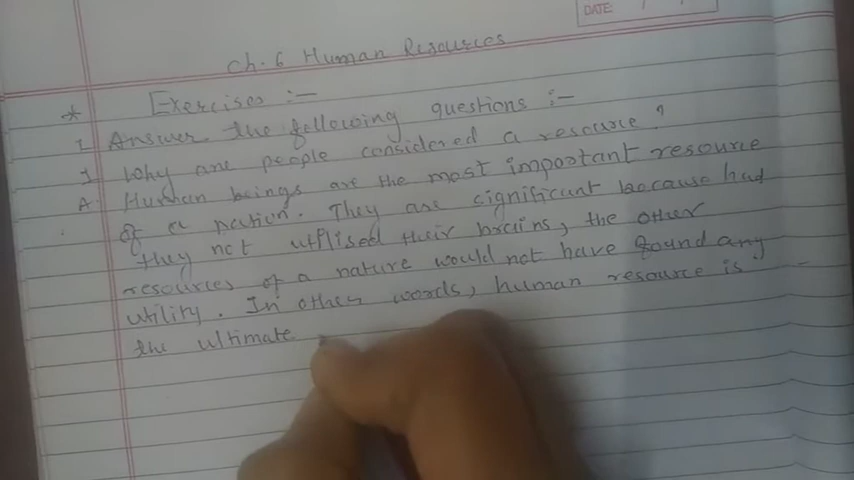 DATE: / /
Ch. 6 Human Resources
* Exercises :-
I. Answer the following questions :-
1 Why are people considered a resource ?
A: Human beings are the most important resource
of a nation. They are significant because had
they not utilised their brains, the other
resources of a nature would not have found any
utility. In other words, human resource is
the ultimate